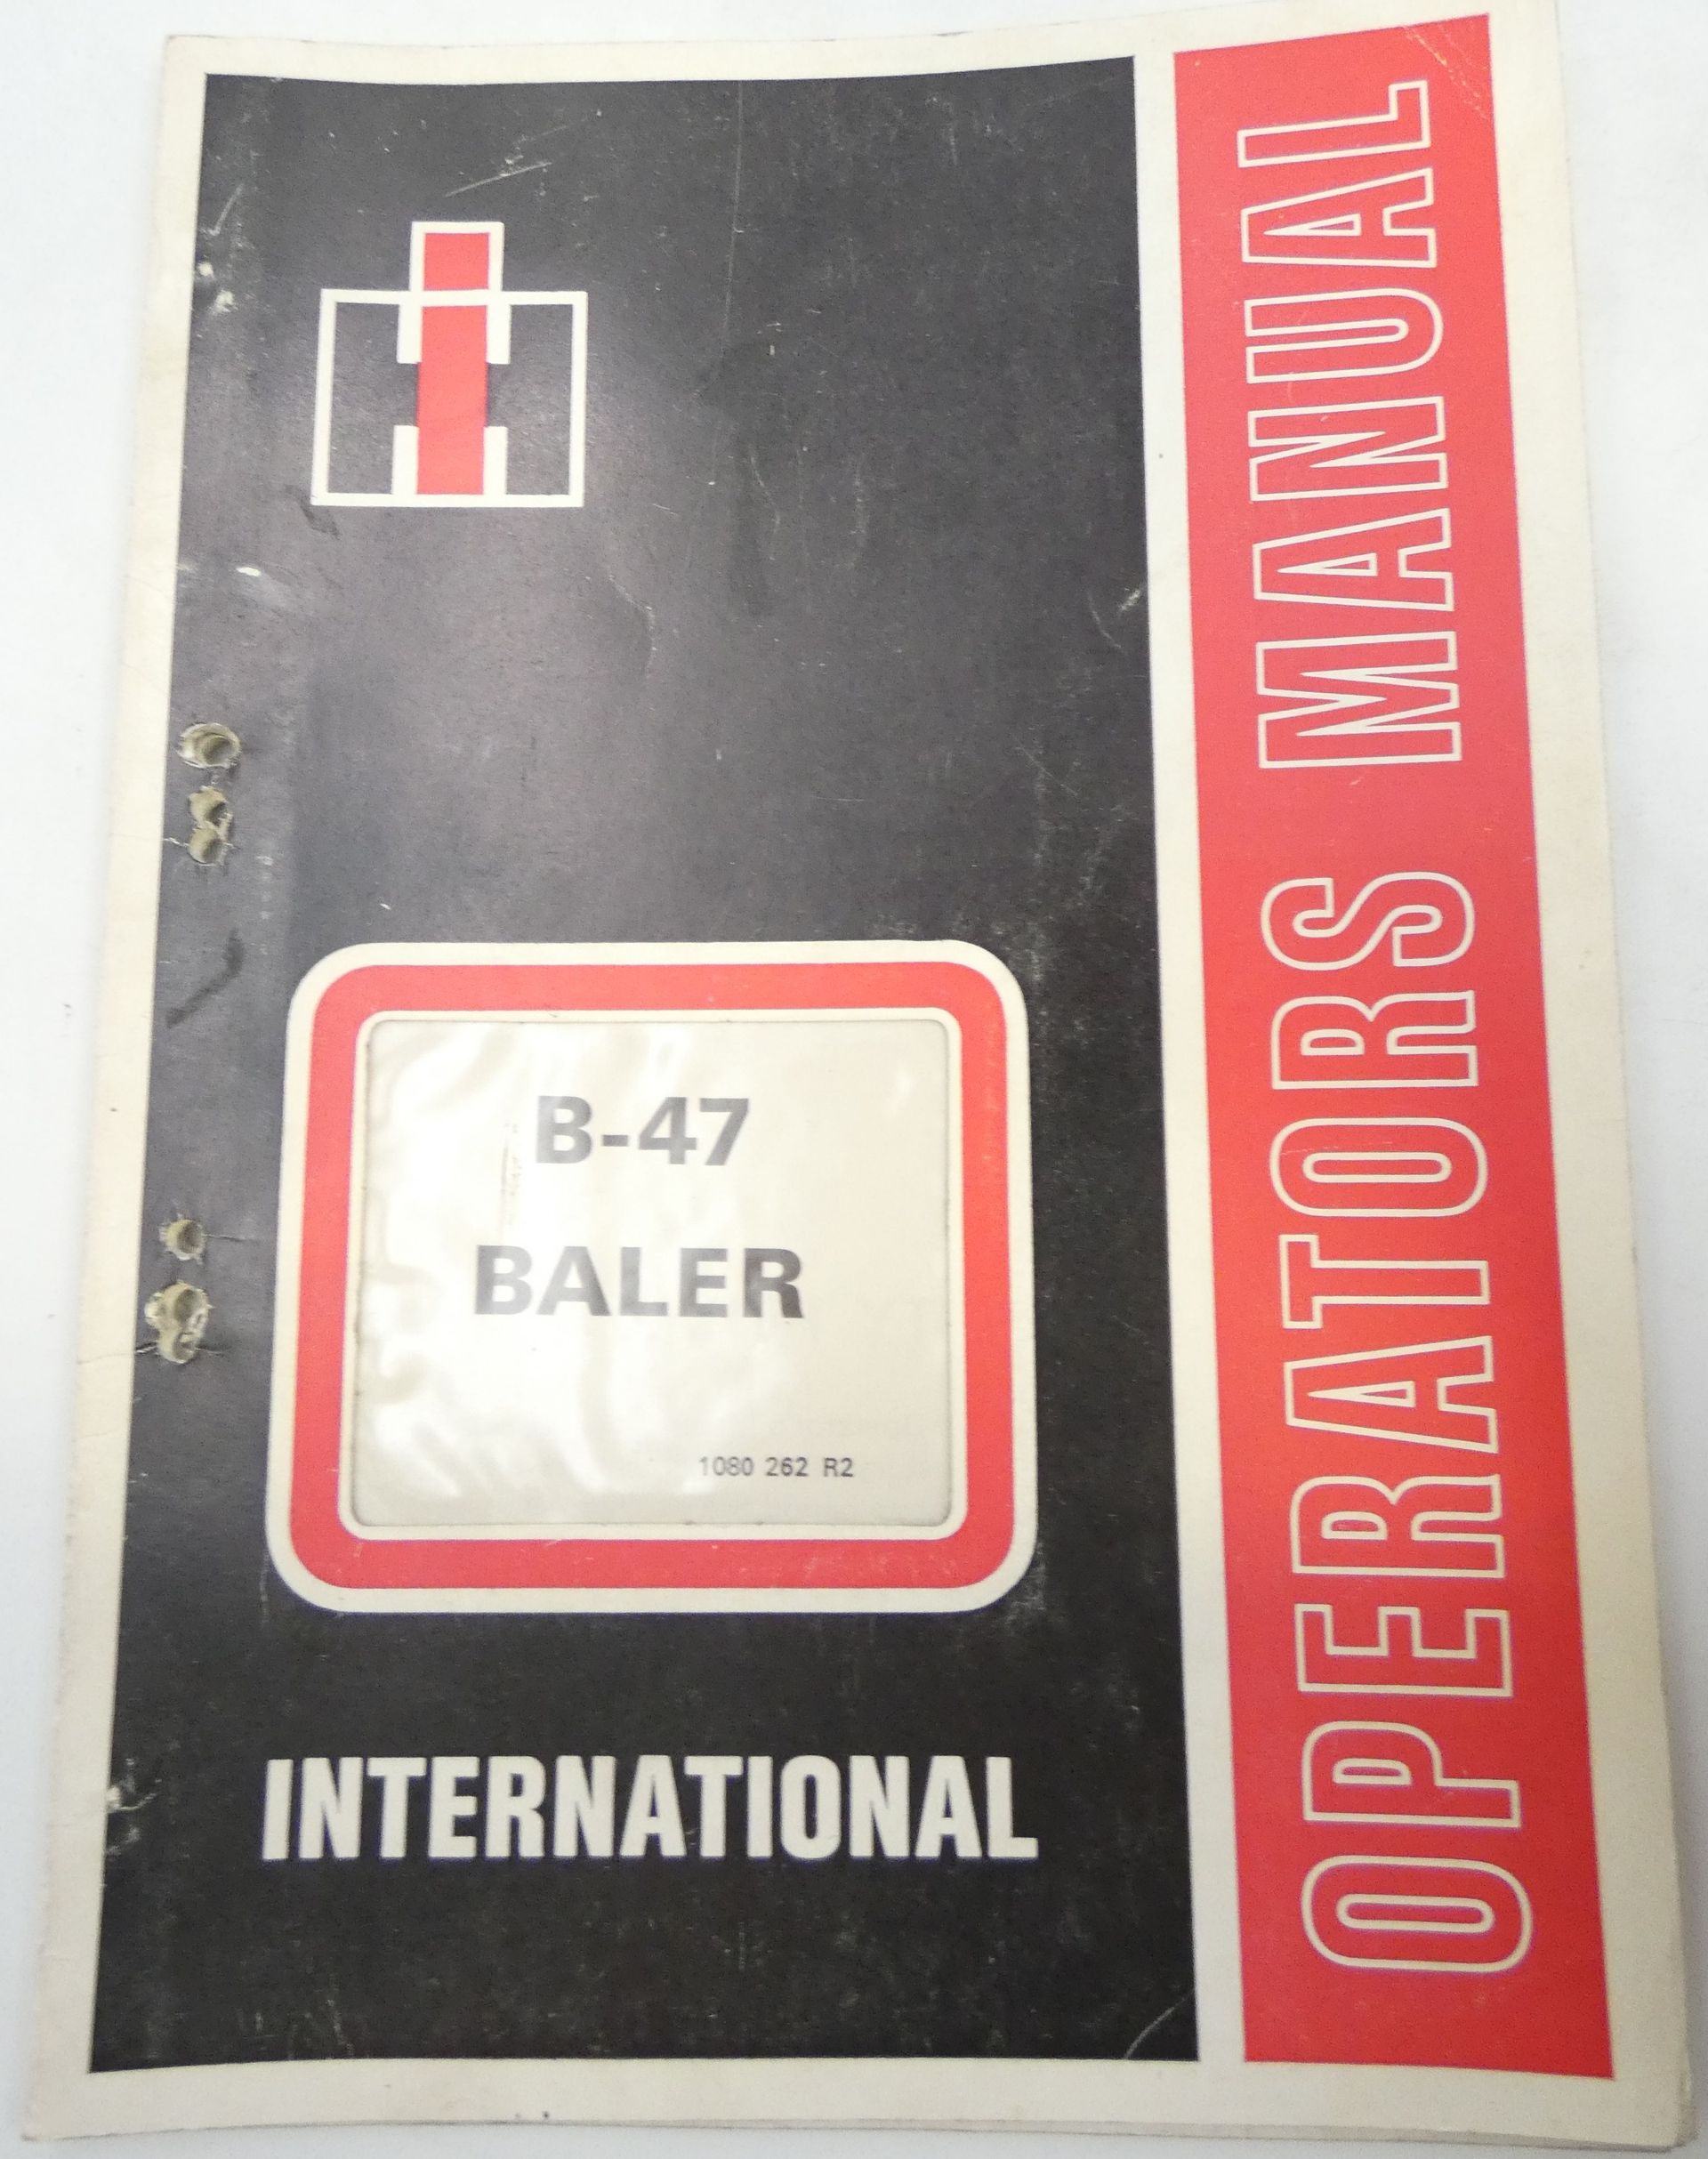 B-47
BALER
1080 262 R2
INTERNATIONAL
OPERATORS MANUAL